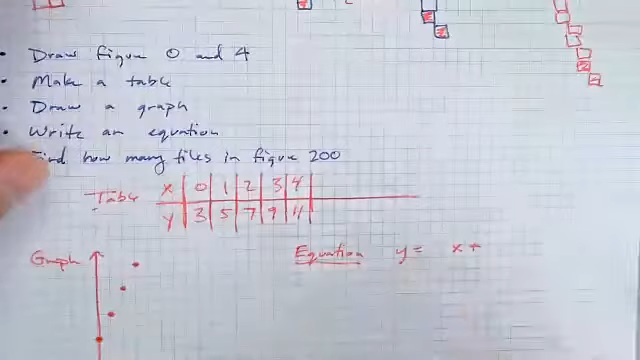 • Draw figure 0 and 4
• Make a table
• Draw a graph
• Write an equation
Find how many tiles in figure 200
Table
x 0 1 2 3 4
y 3 5 7 9 11
Graph
Equation y = x +